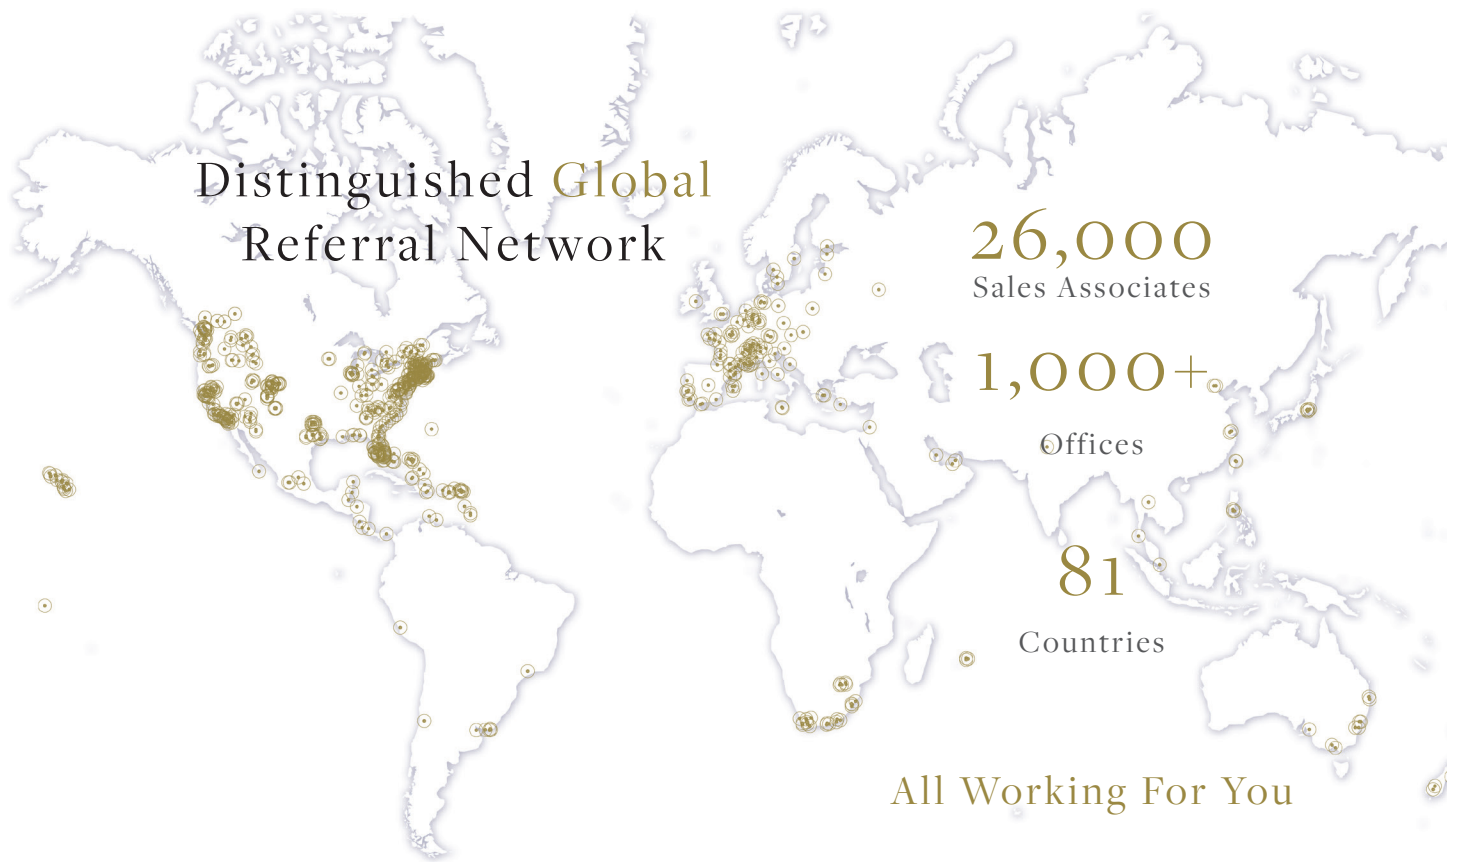 Distinguished Global
Referral Network
26,000
Sales Associates
1,000+
Offices
81
Countries
All Working For You